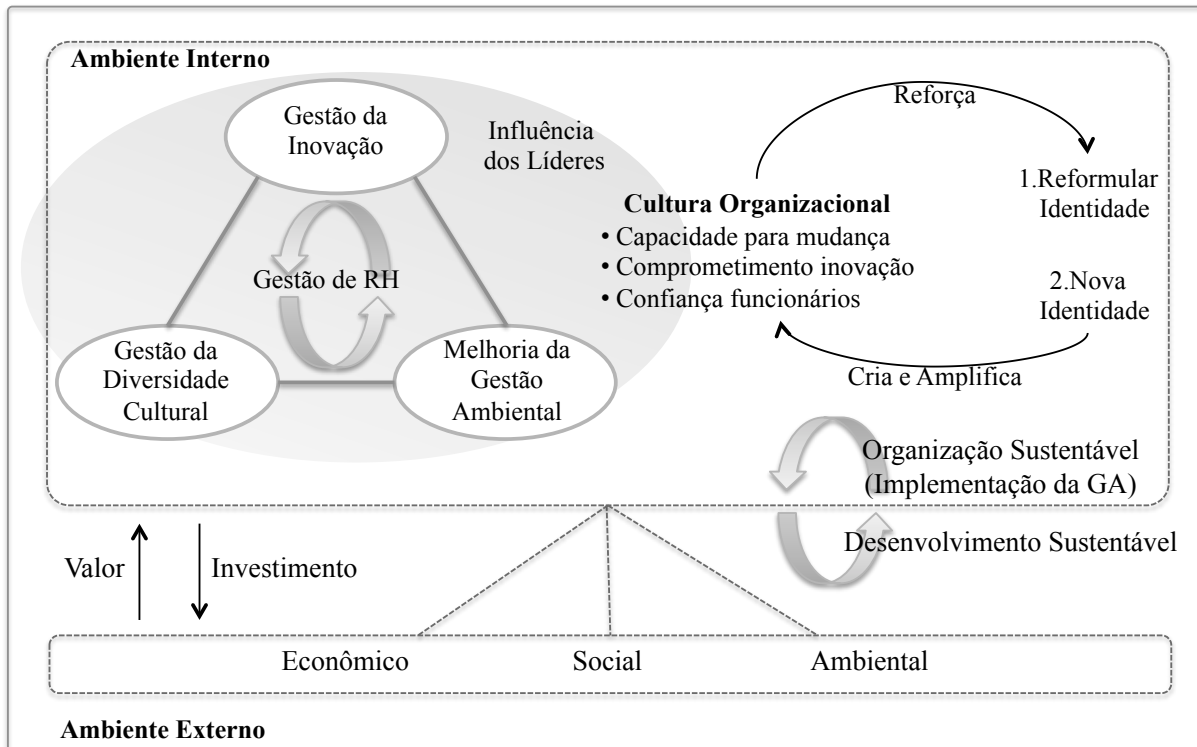 Ambiente Interno
Gestão da
Inovação
Influência
dos Líderes
Gestão de RH
Gestão da
Diversidade
Cultural
Melhoria da
Gestão
Ambiental
Reforça
Cultura Organizacional
• Capacidade para mudança
• Comprometimento inovação
• Confiança funcionários
1.Reformular
Identidade
2.Nova
Identidade
Cria e Amplifica
Organização Sustentável
(Implementação da GA)
Desenvolvimento Sustentável
Valor
Investimento
Econômico
Social
Ambiental
Ambiente Externo